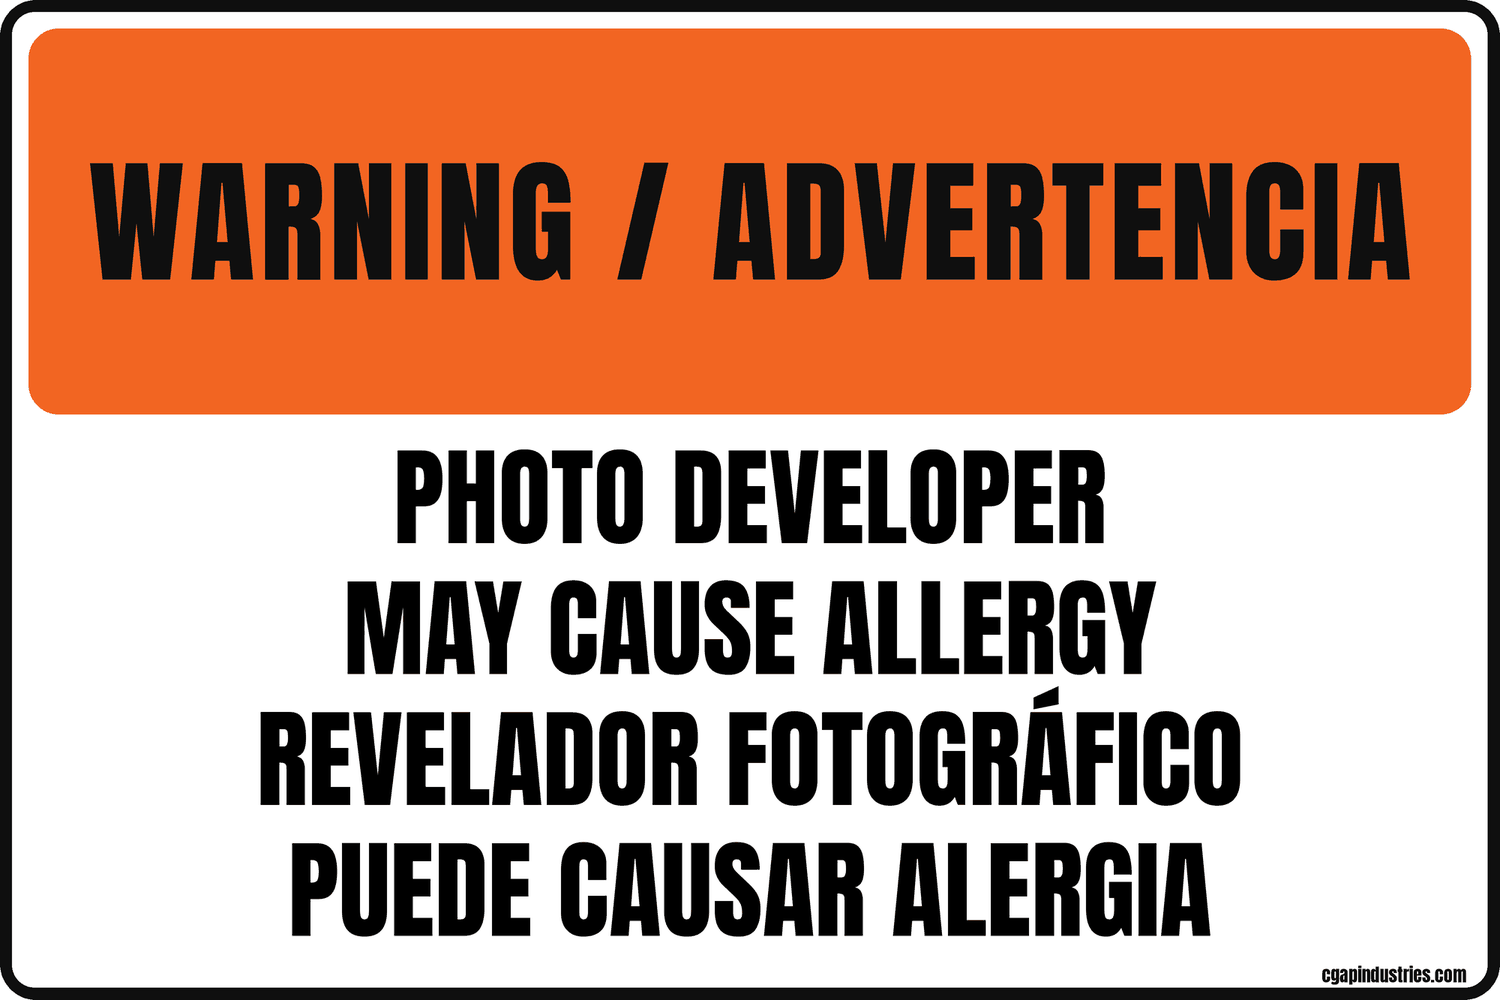 WARNING / ADVERTENCIA
PHOTO DEVELOPER
MAY CAUSE ALLERGY
REVELADOR FOTOGRÁFICO
PUEDE CAUSAR ALERGIA
cgapindustries.com